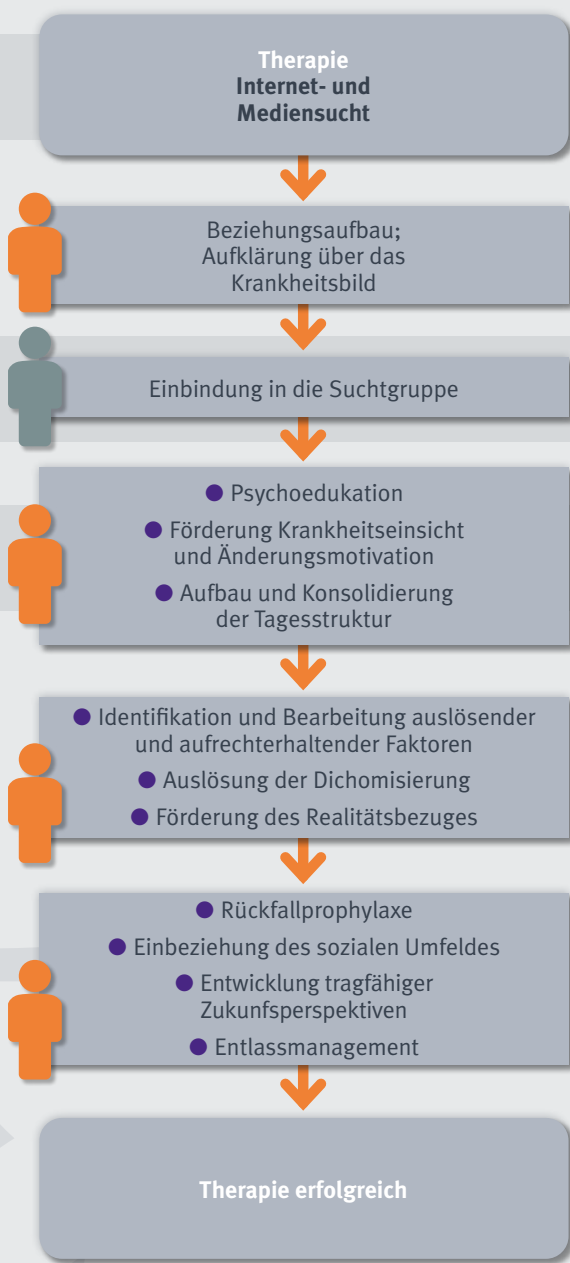 Therapie
Internet- und
Mediensucht
Beziehungsaufbau;
Aufklärung über das
Krankheitsbild
Einbindung in die Suchtgruppe
● Psychoedukation
● Förderung Krankheitseinsicht
und Änderungsmotivation
● Aufbau und Konsolidierung
der Tagesstruktur
● Identifikation und Bearbeitung auslösender
und aufrechterhaltender Faktoren
● Auslösung der Dichomisierung
● Förderung des Realitätsbezuges
● Rückfallprophylaxe
● Einbeziehung des sozialen Umfeldes
● Entwicklung tragfähiger
Zukunfsperspektiven
● Entlassmanagement
Therapie erfolgreich